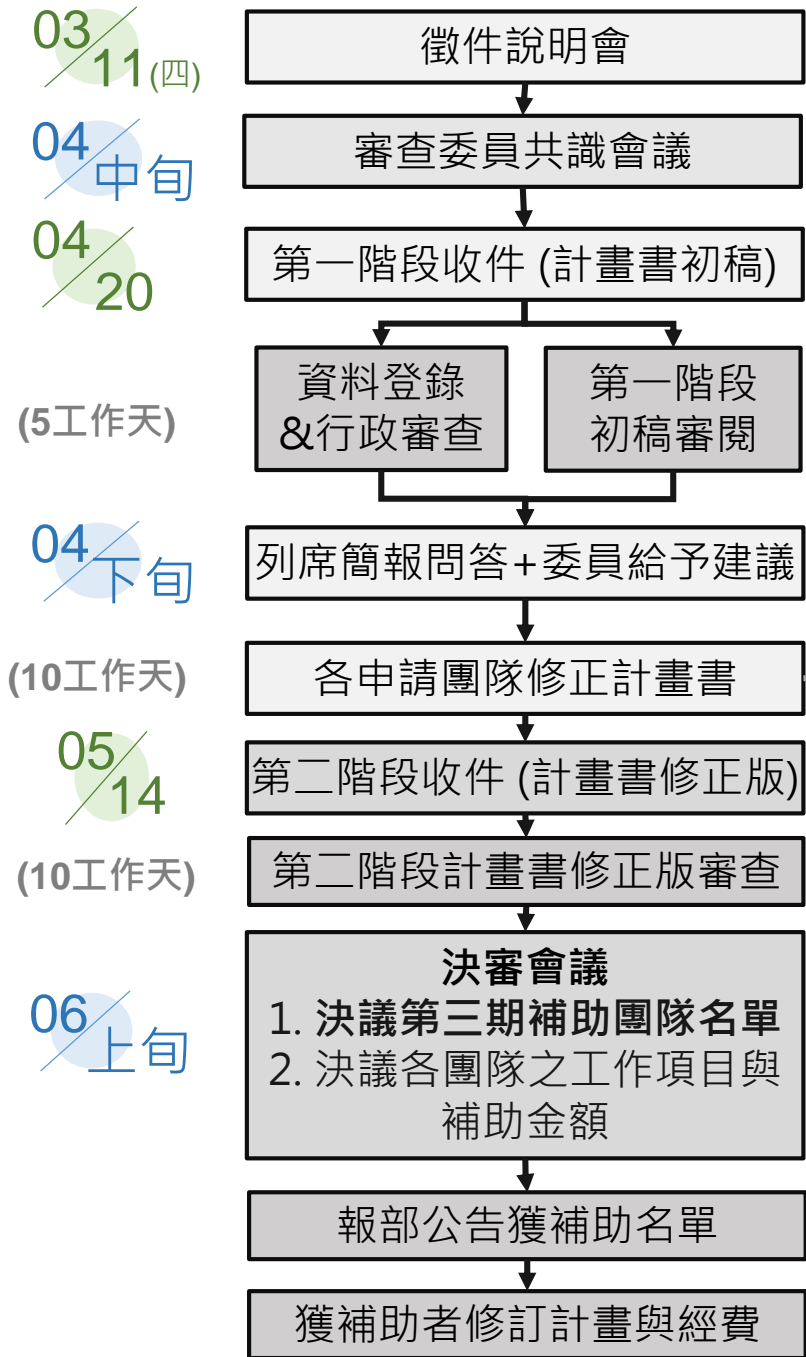 03
11(四)
徵件說明會
04
中旬
審查委員共識會議
04
20
第一階段收件 (計畫書初稿)
(5工作天)
資料登錄
&行政審查
第一階段
初稿審閱
04
下旬
列席簡報問答+委員給予建議
(10工作天)
各申請團隊修正計畫書
05
14
第二階段收件 (計畫書修正版)
(10工作天)
第二階段計畫書修正版審查
06
上旬
決審會議
1. 決議第三期補助團隊名單
2. 決議各團隊之工作項目與
補助金額
報部公告獲補助名單
獲補助者修訂計畫與經費